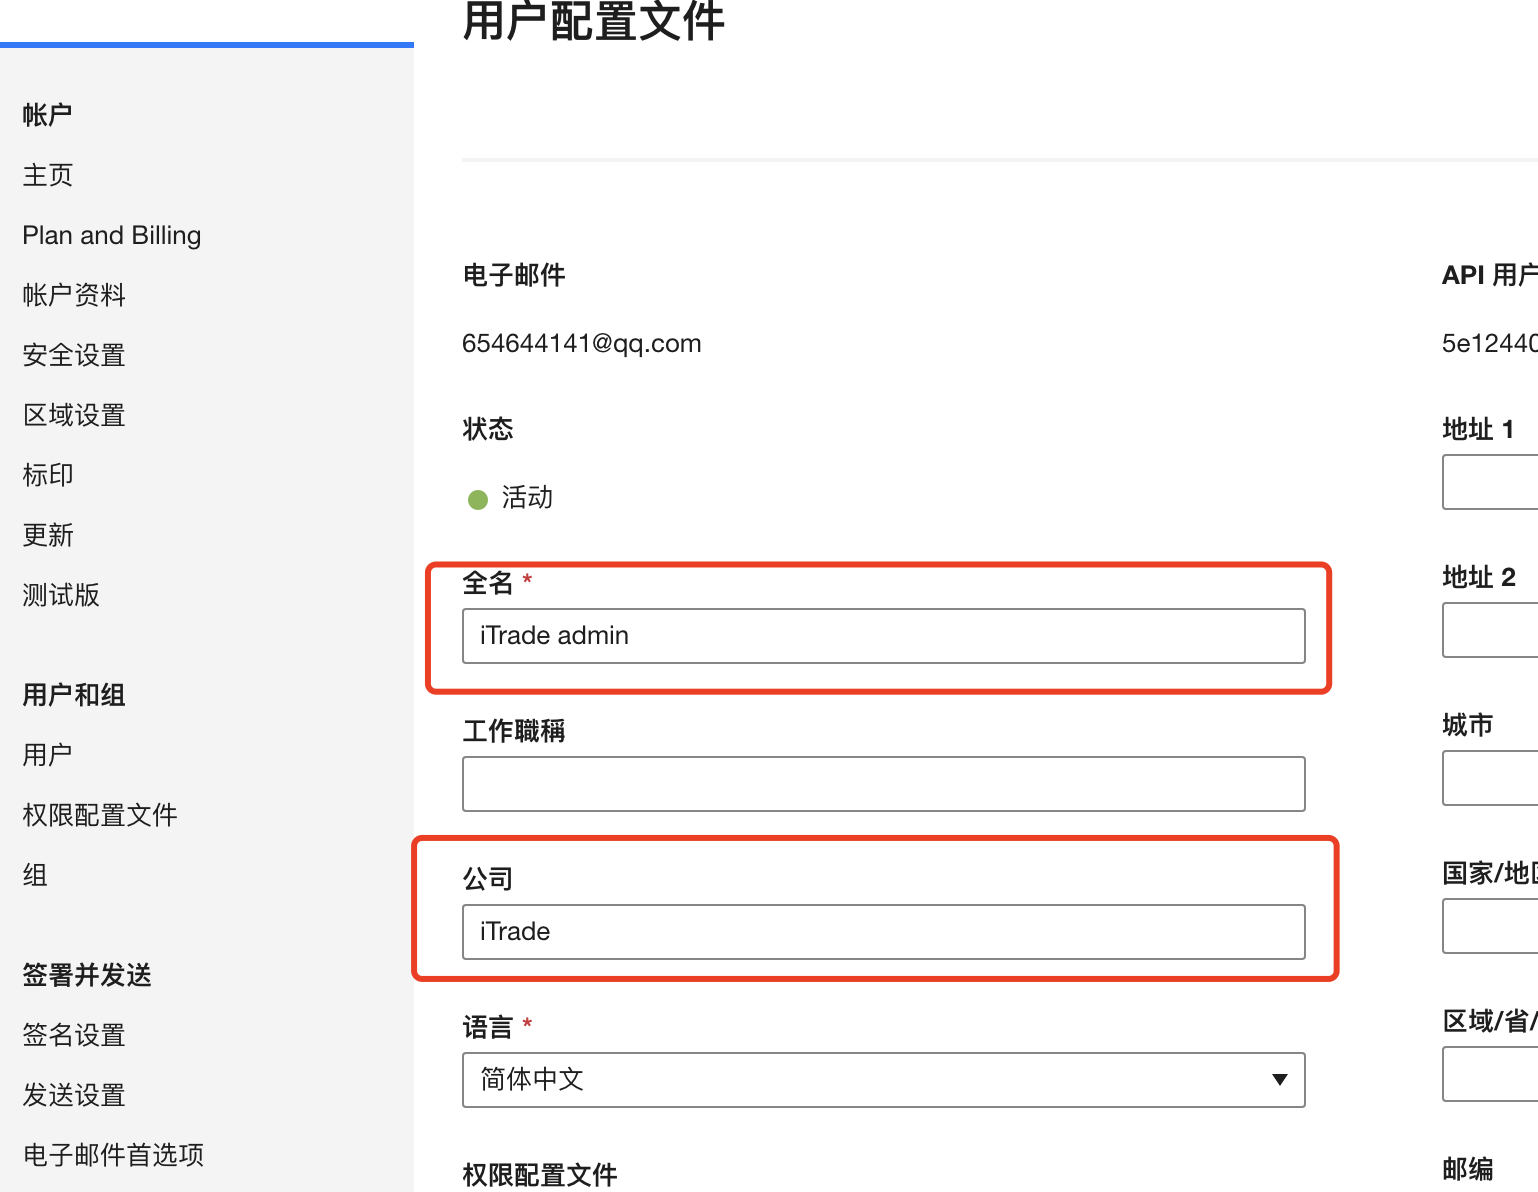 用户配置文件
帐户
主页
Plan and Billing
帐户资料
安全设置
区域设置
标印
更新
测试版
用户和组
用户
权限配置文件
组
签署并发送
签名设置
发送设置
电子邮件首选项
电子邮件
654644141@qq.com
状态
活动
全名 *
iTrade admin
工作職稱
公司
iTrade
语言 *
简体中文
权限配置文件
API 用户
5e12440
地址 1
地址 2
城市
国家/地区
区域/省/
邮编